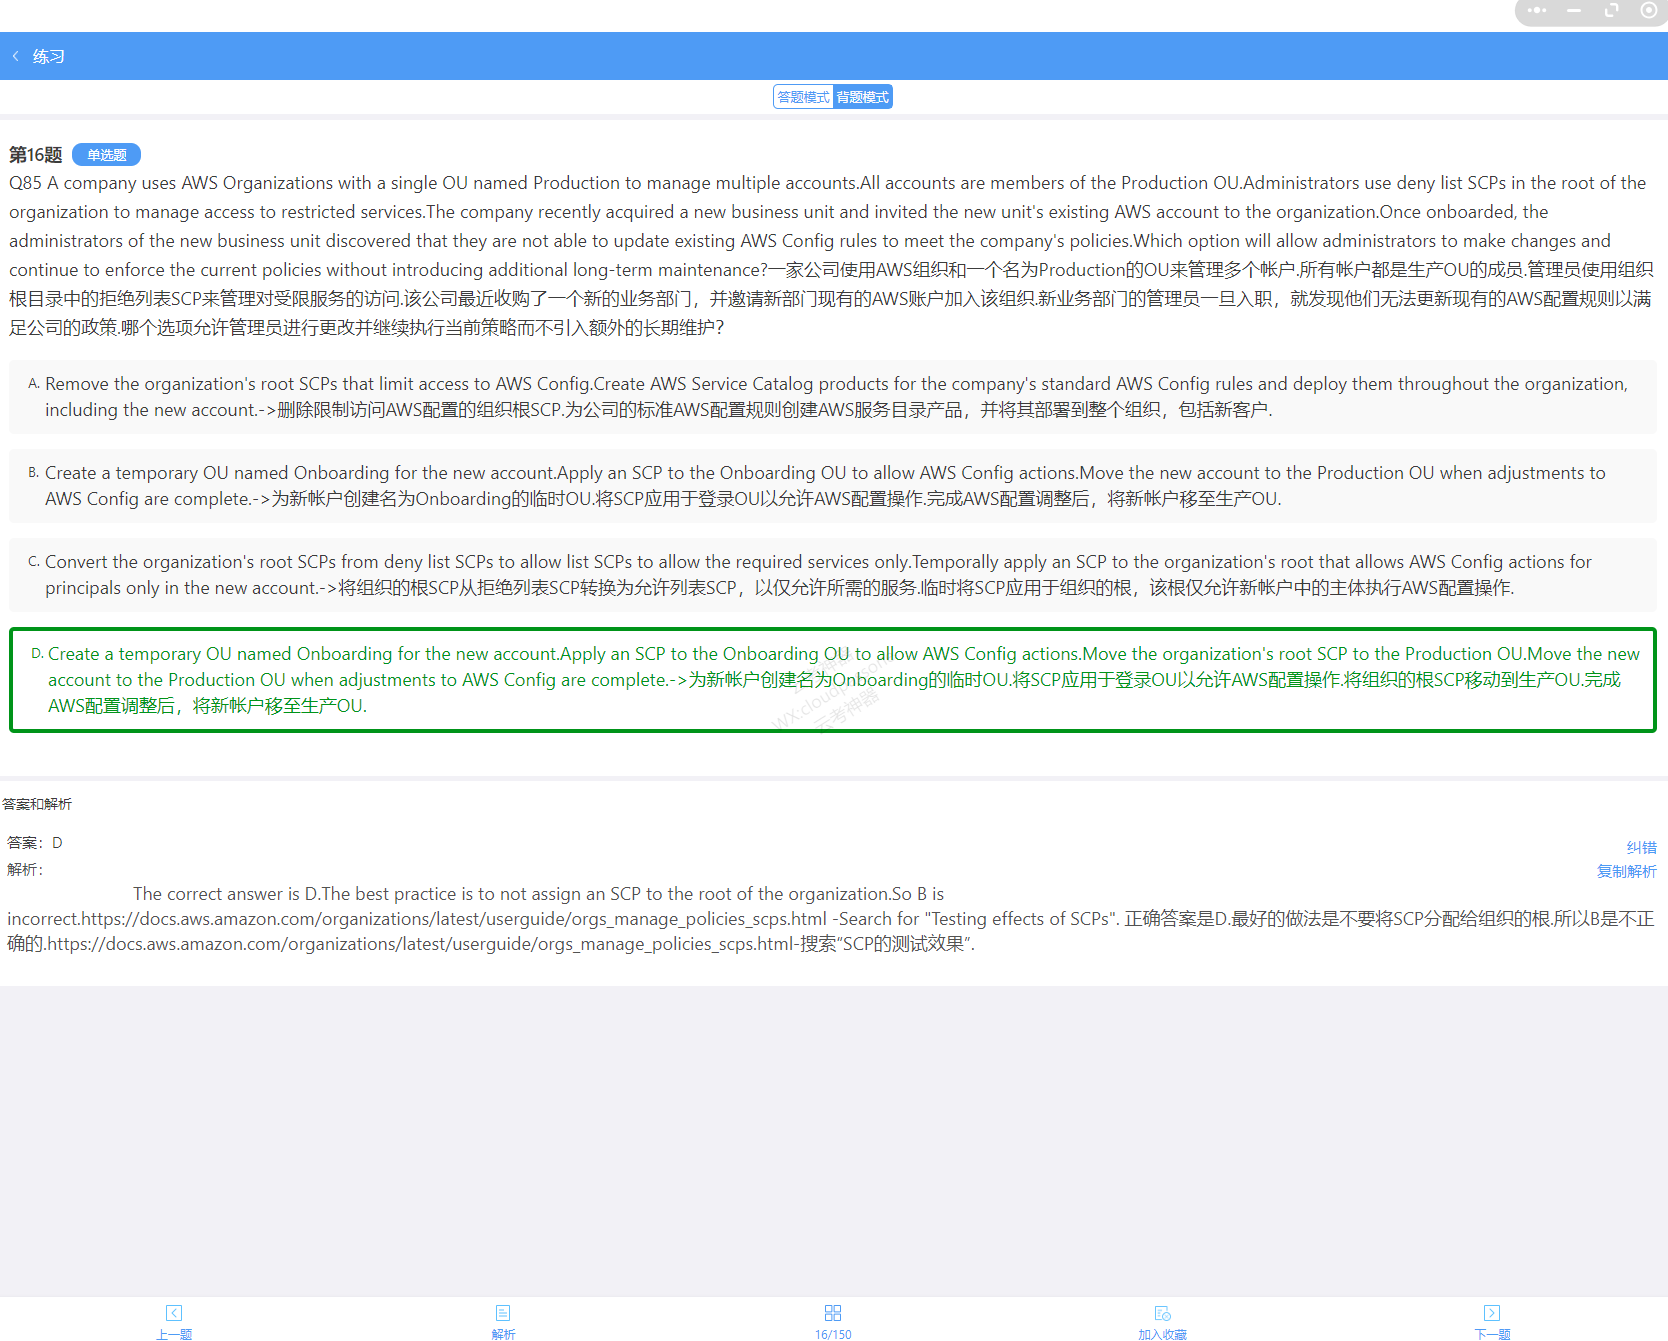 练习
答题模式 背题模式
第16题 单选题
Q85 A company uses AWS Organizations with a single OU named Production to manage multiple accounts.All accounts are members of the Production OU.Administrators use deny list SCPs in the root of the
organization to manage access to restricted services.The company recently acquired a new business unit and invited the new unit's existing AWS account to the organization.Once onboarded, the
administrators of the new business unit discovered that they are not able to update existing AWS Config rules to meet the company's policies.Which option will allow administrators to make changes and
continue to enforce the current policies without introducing additional long-term maintenance?一家公司使用AWS组织和一个名为Production的OU来管理多个帐户.所有帐户都是生产OU的成员.管理员使用组织
根目录中的拒绝列表SCP来管理对受限服务的访问.该公司最近收购了一个新的业务部门，并邀请新部门现有的AWS账户加入该组织.新业务部门的管理员一旦入职，就发现他们无法更新现有的AWS配置规则以满
足公司的政策.哪个选项允许管理员进行更改并继续执行当前策略而不引入额外的长期维护？
A. Remove the organization's root SCPs that limit access to AWS Config.Create AWS Service Catalog products for the company's standard AWS Config rules and deploy them throughout the organization,
including the new account.->删除限制访问AWS配置的组织根SCP.为公司的标准AWS配置规则创建AWS服务目录产品，并将其部署到整个组织，包括新客户.
B. Create a temporary OU named Onboarding for the new account.Apply an SCP to the Onboarding OU to allow AWS Config actions.Move the new account to the Production OU when adjustments to
AWS Config are complete.->为新帐户创建名为Onboarding的临时OU.将SCP应用于登录OU以允许AWS配置操作.完成AWS配置调整后，将新帐户移至生产OU.
C. Convert the organization's root SCPs from deny list SCPs to allow list SCPs to allow the required services only.Temporally apply an SCP to the organization's root that allows AWS Config actions for
principals only in the new account.->将组织的根SCP从拒绝列表SCP转换为允许列表SCP，以仅允许所需的服务.临时将SCP应用于组织的根，该根仅允许新帐户中的主体执行AWS配置操作.
D. Create a temporary OU named Onboarding for the new account.Apply an SCP to the Onboarding OU to allow AWS Config actions.Move the organization's root SCP to the Production OU.Move the new
account to the Production OU when adjustments to AWS Config are complete.->为新帐户创建名为Onboarding的临时OU.将SCP应用于登录OU以允许AWS配置操作.将组织的根SCP移动到生产OU.完成
AWS配置调整后，将新帐户移至生产OU.
云考神器
答案和解析
答案：D
纠错
解析：
复制解析
The correct answer is D.The best practice is to not assign an SCP to the root of the organization.So B is
incorrect.https://docs.aws.amazon.com/organizations/latest/userguide/orgs_manage_policies_scps.html -Search for "Testing effects of SCPs". 正确答案是D.最好的做法是不要将SCP分配给组织的根.所以B是不正
确的.https://docs.aws.amazon.com/organizations/latest/userguide/orgs_manage_policies_scps.html-搜索“SCP的测试效果”.
上一题 解析 16/150 加入收藏 下一题